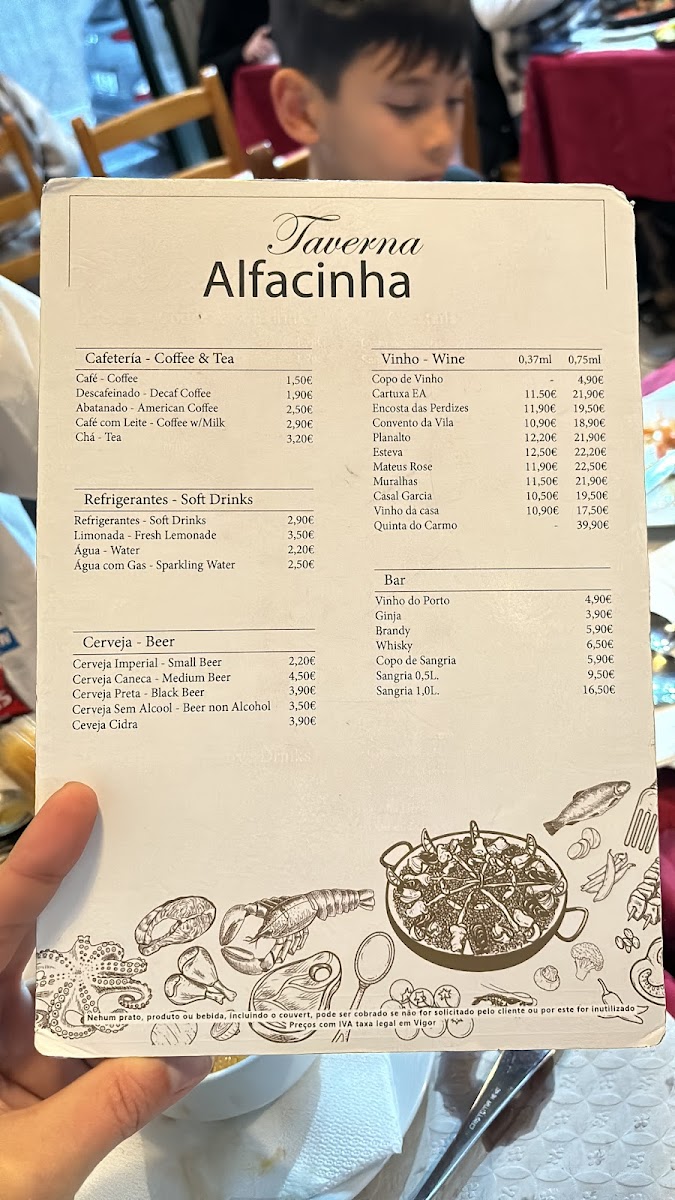 Taverna
Alfacinha
Cafetería - Coffee & Tea
Café - Coffee 1,50€
Descafeinado - Decaf Coffee 1,90€
Abatanado - American Coffee 2,50€
Café com Leite - Coffee w/Milk 2,90€
Chá - Tea 3,20€
Refrigerantes - Soft Drinks
Refrigerantes - Soft Drinks 2,90€
Limonada - Fresh Lemonade 3,50€
Água - Water 2,20€
Água com Gas - Sparkling Water 2,50€
Cerveja - Beer
Cerveja Imperial - Small Beer 2,20€
Cerveja Caneca - Medium Beer 4,50€
Cerveja Preta - Black Beer 3,90€
Cerveja Sem Alcool - Beer non Alcohol 3,50€
Ceveja Cidra 3,90€
Vinho - Wine 0,37ml 0,75ml
Copo de Vinho - 4,90€
Cartuxa EA 11,50€ 21,90€
Encosta das Perdizes 11,90€ 19,50€
Convento da Vila 10,90€ 18,90€
Planalto 12,20€ 21,90€
Esteva 12,50€ 22,20€
Mateus Rose 11,90€ 22,50€
Muralhas 11,50€ 21,90€
Casal Garcia 10,50€ 19,50€
Vinho da casa 10,90€ 17,50€
Quinta do Carmo - 39,90€
Bar
Vinho do Porto 4,90€
Ginja 3,90€
Brandy 5,90€
Whisky 6,50€
Copo de Sangria 5,90€
Sangria 0,5L. 9,50€
Sangria 1,0L. 16,50€
Nehum prato, produto ou bebida, incluindo o couvert, pode ser cobrado se não for solicitado pelo cliente ou por este for inutilizado
Preços com IVA taxa legal em Vigor